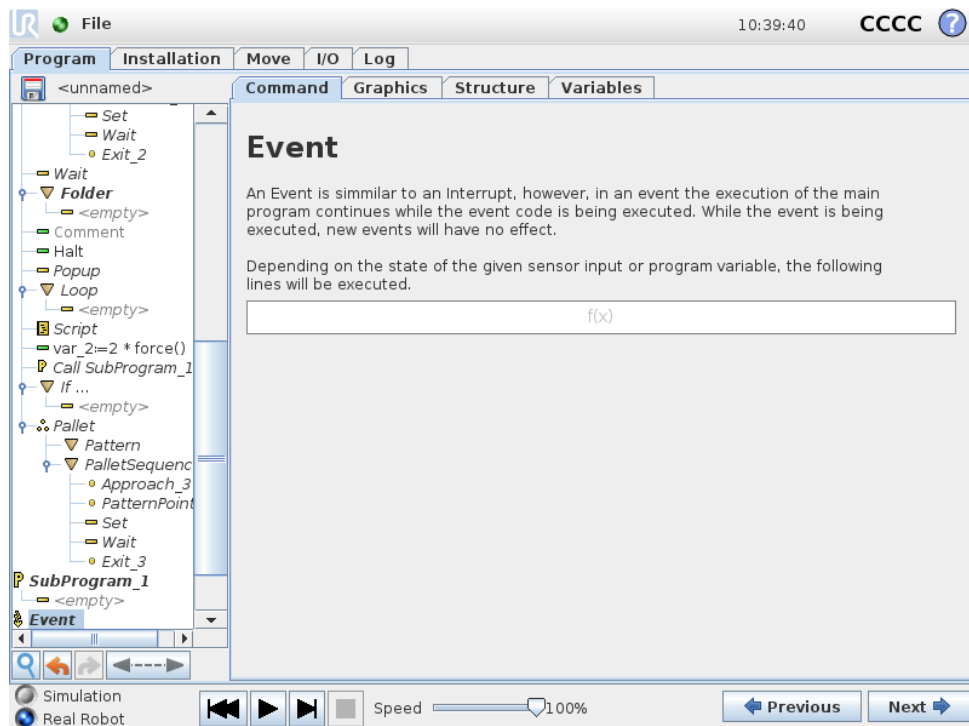 UR File 10:39:40 CCCC ?
Program Installation Move I/O Log
<unnamed> Command Graphics Structure Variables
Set
Wait
Exit_2
Wait
Folder
<empty>
Comment
Halt
Popup
Loop
<empty>
Script
var_2:=2 * force()
P Call SubProgram_1
If ...
<empty>
Pallet
Pattern
PalletSequenc
Approach_3
PatternPoint
Set
Wait
Exit_3
P SubProgram_1
<empty>
Event
Event
An Event is simmilar to an Interrupt, however, in an event the execution of the main
program continues while the event code is being executed. While the event is being
executed, new events will have no effect.
Depending on the state of the given sensor input or program variable, the following
lines will be executed.
f(x)
Simulation
Real Robot
Speed 100%
Previous Next